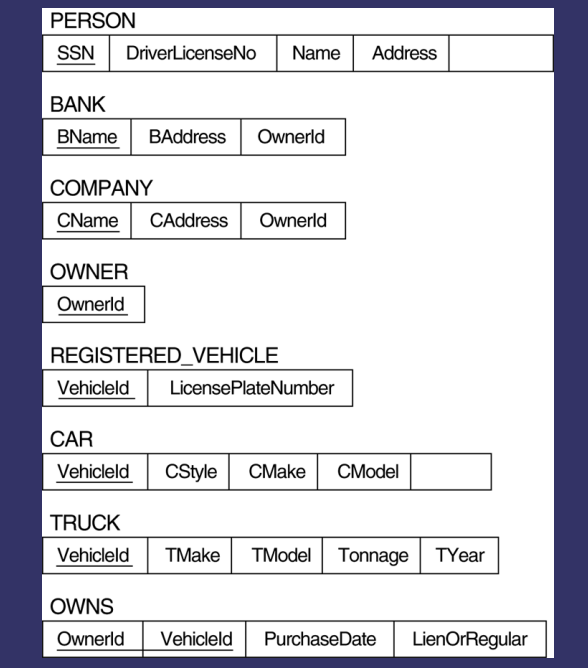 PERSON
SSN DriverLicenseNo Name Address
BANK
BName BAddress OwnerId
COMPANY
CName CAddress OwnerId
OWNER
OwnerId
REGISTERED_VEHICLE
VehicleId LicensePlateNumber
CAR
VehicleId CStyle CMake CModel
TRUCK
VehicleId TMake TModel Tonnage TYear
OWNS
OwnerId VehicleId PurchaseDate LienOrRegular